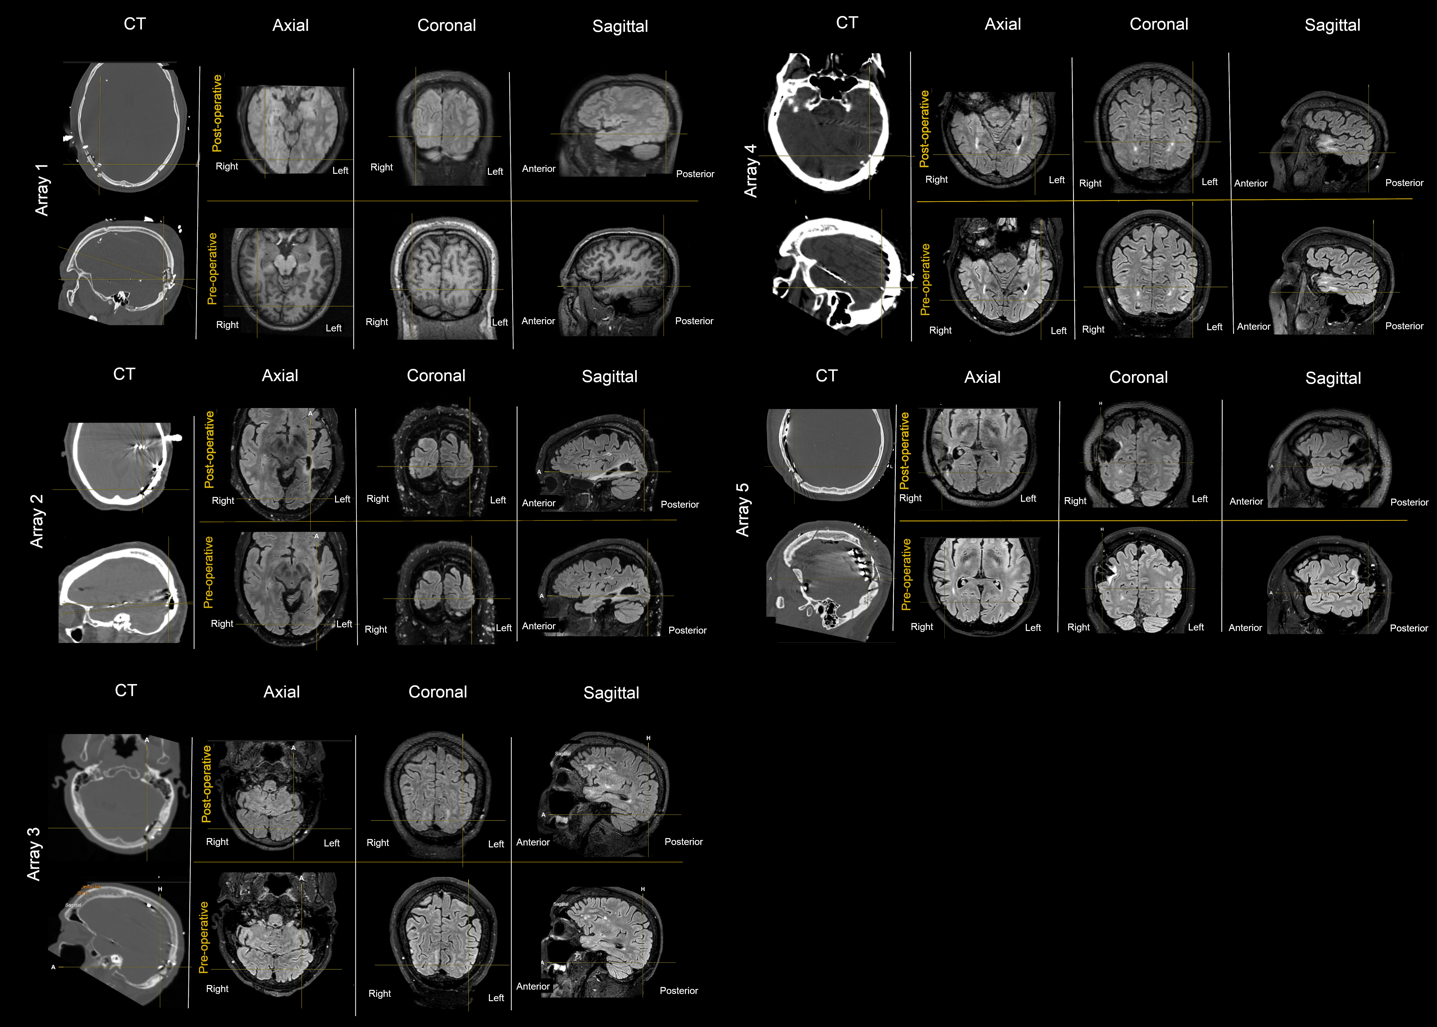 CT Axial Coronal Sagittal
Array 1
Post-operative
Right Left Right Left Anterior Posterior
Pre-operative
Right Left Right Left Anterior Posterior
CT Axial Coronal Sagittal
Array 4
Post-operative
Right Left Right Left Anterior Posterior
Pre-operative
Right Left Right Left Anterior Posterior
CT Axial Coronal Sagittal
Array 2
Post-operative
A
A
Right Left Right Left Anterior Posterior
Pre-operative
A
A
Right Left Right Left Anterior Posterior
CT Axial Coronal Sagittal
Array 5
Post-operative
H
A
L
Right Left Right Left Anterior Posterior
Pre-operative
H
A
A
Right Left Right Left Anterior Posterior
CT Axial Coronal Sagittal
Array 3
Post-operative
A
A
H
Sagittal
A
Right Left Right Left Anterior Posterior
Pre-operative
H
A
H
Sagittal
Sagittal
A
A
Right Left Right Left Anterior Posterior